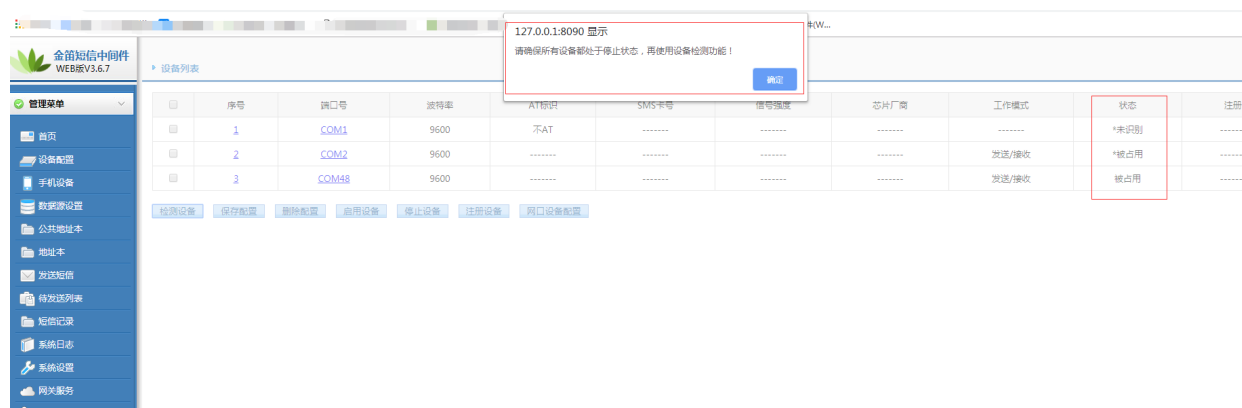 件(W...
127.0.0.1:8090 显示
请确保所有设备都处于停止状态，再使用设备检测功能！
确定
金笛短信中间件
WEB版V3.6.7
设备列表
管理菜单
首页
设备配置
手机设备
数据源设置
公共地址本
地址本
发送短信
待发送列表
短信记录
系统日志
系统设置
网关服务
序号 端口号 波特率 AT标识 SMS卡号 信号强度 芯片厂商 工作模式 状态 注册
1 COM1 9600 不AT ------- ------- ------- ------- *未识别 ------
2 COM2 9600 ------- ------- ------- ------- 发送/接收 *被占用 ------
3 COM48 9600 ------- ------- ------- ------- 发送/接收 被占用 ------
检测设备 保存配置 删除配置 启用设备 停止设备 注册设备 网口设备配置